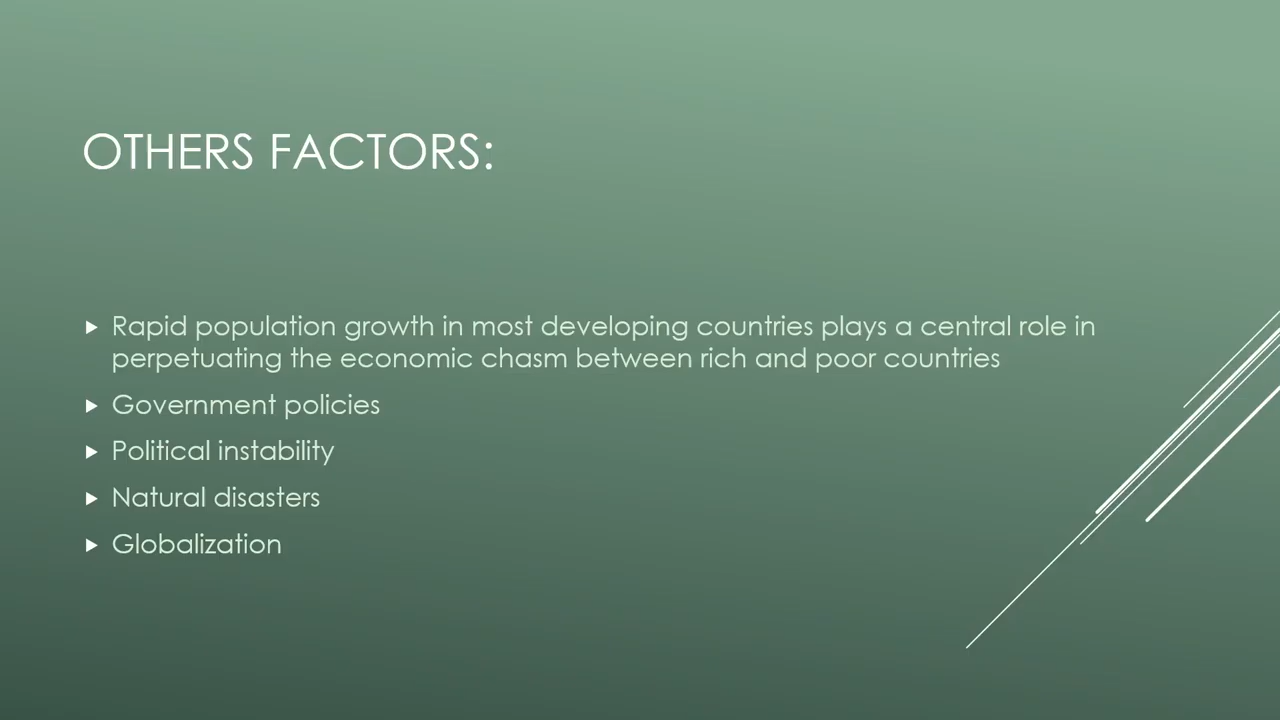 OTHERS FACTORS:
Rapid population growth in most developing countries plays a central role in
perpetuating the economic chasm between rich and poor countries
Government policies
Political instability
Natural disasters
Globalization